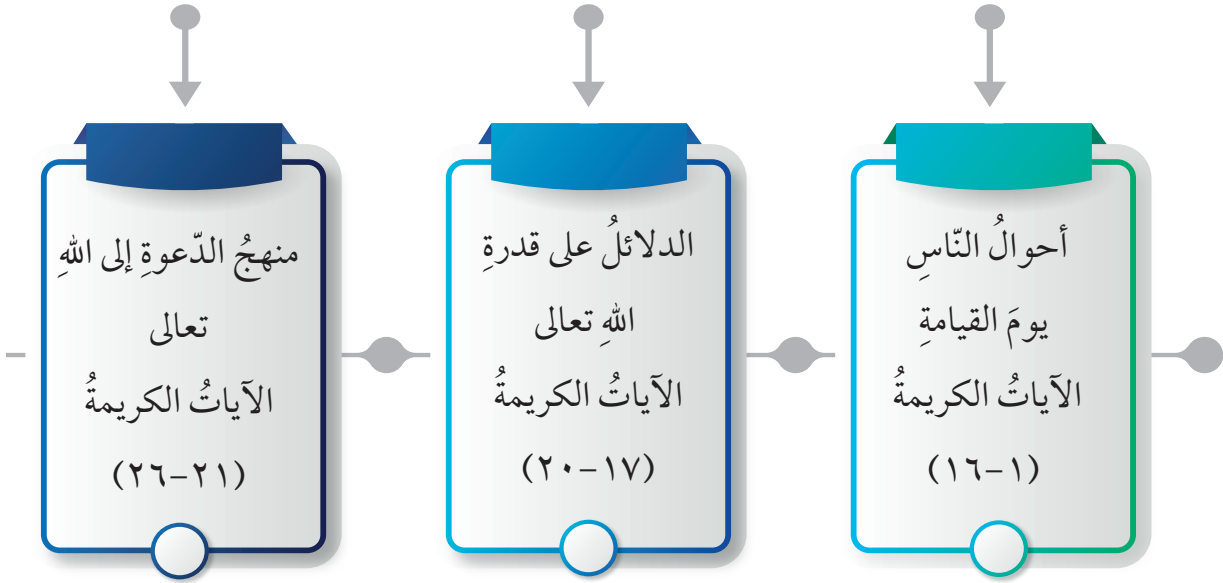 أحوالُ النّاسِ
يومَ القيامةِ
الآياتُ الكريمةُ
(١-١٦)
الدلائلُ على قدرةِ
اللهِ تعالى
الآياتُ الكريمةُ
(١٧-٢٠)
منهجُ الدّعوةِ إلى اللهِ
تعالى
الآياتُ الكريمةُ
(٢١-٢٦)